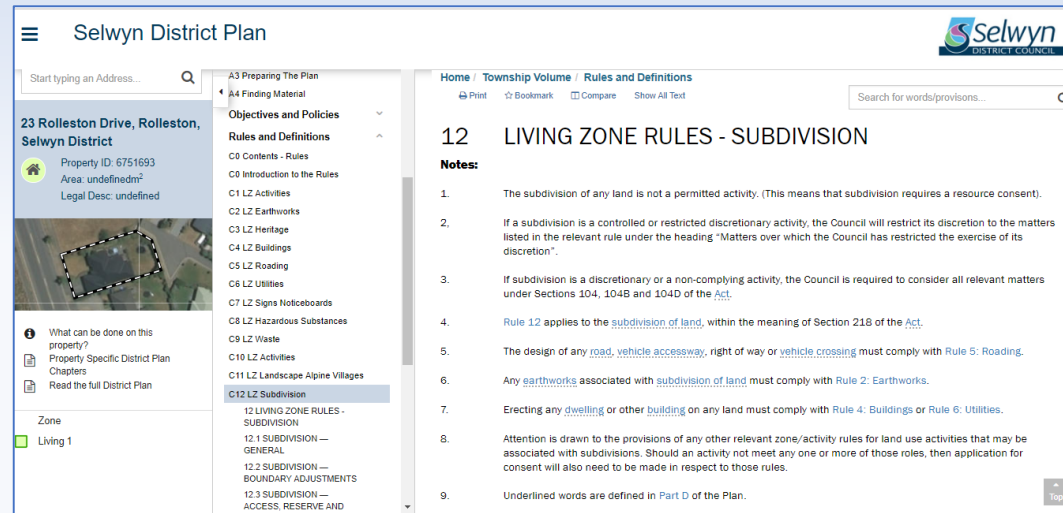 Selwyn District Plan
Selwyn
DISTRICT COUNCIL
Start typing an Address...
23 Rolleston Drive, Rolleston,
Selwyn District
Property ID: 6751693
Area: undefinedm²
Legal Desc: undefined
What can be done on this
property?
Property Specific District Plan
Chapters
Read the full District Plan
Zone
Living 1
A3 Preparing The Plan
A4 Finding Material
Objectives and Policies
Rules and Definitions
C0 Contents - Rules
C0 Introduction to the Rules
C1 LZ Activities
C2 LZ Earthworks
C3 LZ Heritage
C4 LZ Buildings
C5 LZ Roading
C6 LZ Utilities
C7 LZ Signs Noticeboards
C8 LZ Hazardous Substances
C9 LZ Waste
C10 LZ Activities
C11 LZ Landscape Alpine Villages
C12 LZ Subdivision
12 LIVING ZONE RULES -
SUBDIVISION
12.1 SUBDIVISION —
GENERAL
12.2 SUBDIVISION —
BOUNDARY ADJUSTMENTS
12.3 SUBDIVISION —
ACCESS, RESERVE AND
Home / Township Volume / Rules and Definitions
Print Bookmark Compare Show All Text
Search for words/provisons...
12 LIVING ZONE RULES - SUBDIVISION
Notes:
1. The subdivision of any land is not a permitted activity. (This means that subdivision requires a resource consent).
2, If a subdivision is a controlled or restricted discretionary activity, the Council will restrict its discretion to the matters
listed in the relevant rule under the heading “Matters over which the Council has restricted the exercise of its
discretion”.
3. If subdivision is a discretionary or a non-complying activity, the Council is required to consider all relevant matters
under Sections 104, 104B and 104D of the Act.
4. Rule 12 applies to the subdivision of land, within the meaning of Section 218 of the Act.
5. The design of any road, vehicle accessway, right of way or vehicle crossing must comply with Rule 5: Roading.
6. Any earthworks associated with subdivision of land must comply with Rule 2: Earthworks.
7. Erecting any dwelling or other building on any land must comply with Rule 4: Buildings or Rule 6: Utilities.
8. Attention is drawn to the provisions of any other relevant zone/activity rules for land use activities that may be
associated with subdivisions. Should an activity not meet any one or more of those roles, then application for
consent will also need to be made in respect to those rules.
9. Underlined words are defined in Part D of the Plan.
Top